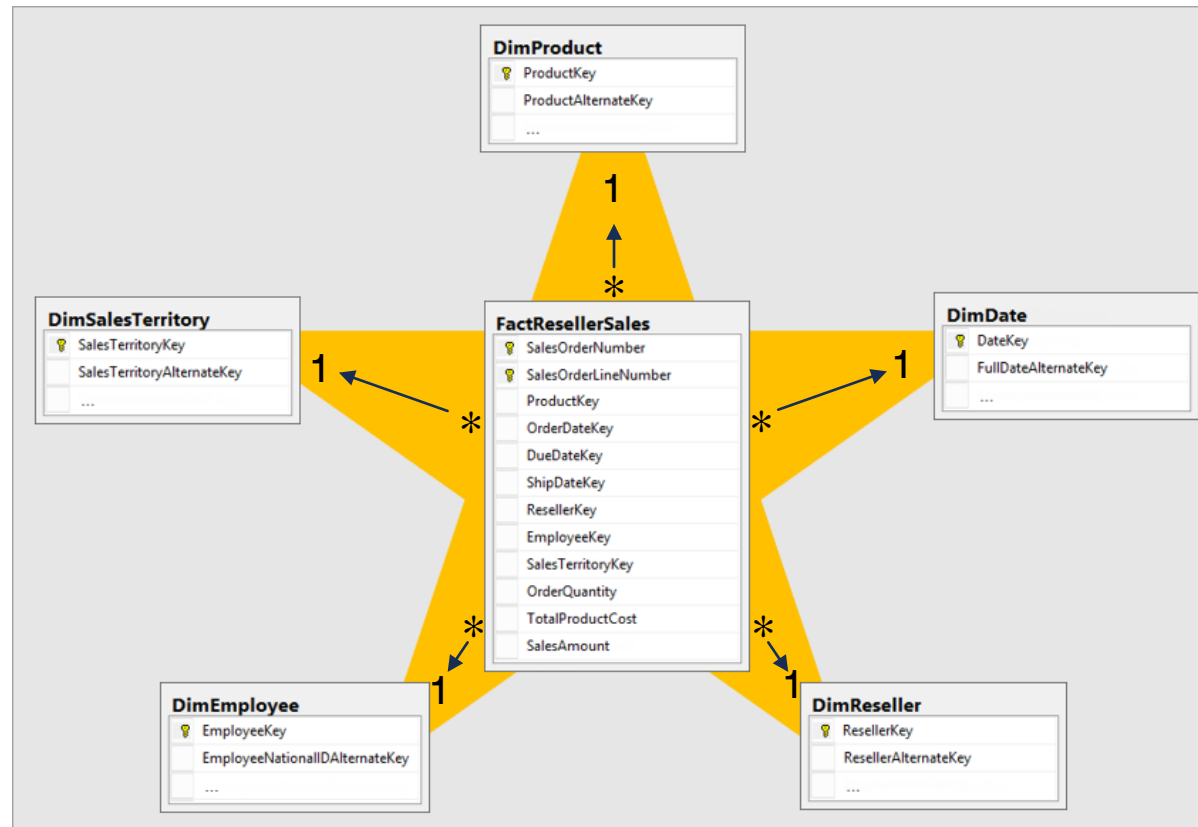 DimProduct
ProductKey
ProductAlternateKey
...
1
*
DimSalesTerritory
SalesTerritoryKey
SalesTerritoryAlternateKey
...
1
*
FactResellerSales
SalesOrderNumber
SalesOrderLineNumber
ProductKey
OrderDateKey
DueDateKey
ShipDateKey
ResellerKey
EmployeeKey
SalesTerritoryKey
OrderQuantity
TotalProductCost
SalesAmount
DimDate
DateKey
FullDateAlternateKey
...
1
*
*
1
DimEmployee
EmployeeKey
EmployeeNationalIDAlternateKey
...
*
1
DimReseller
ResellerKey
ResellerAlternateKey
...